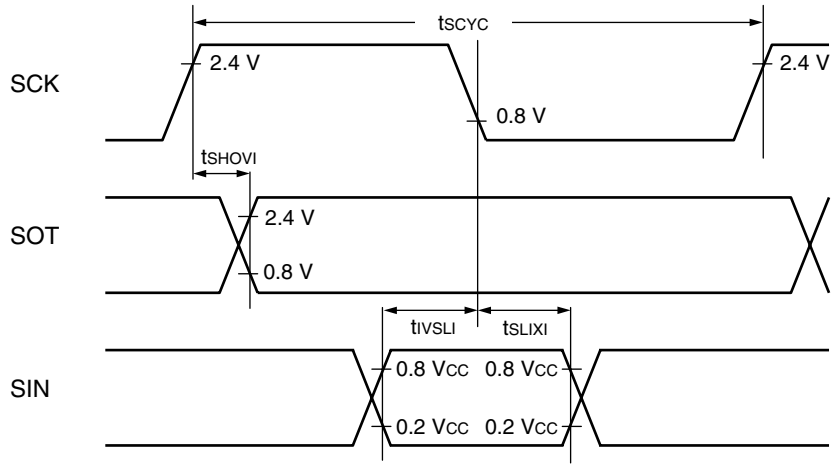 tSCYC
SCK
2.4 V
2.4 V
0.8 V
tSHOVI
SOT
2.4 V
0.8 V
tIVSLI
tSLIXI
SIN
0.8 VCC 0.8 VCC
0.2 VCC 0.2 VCC